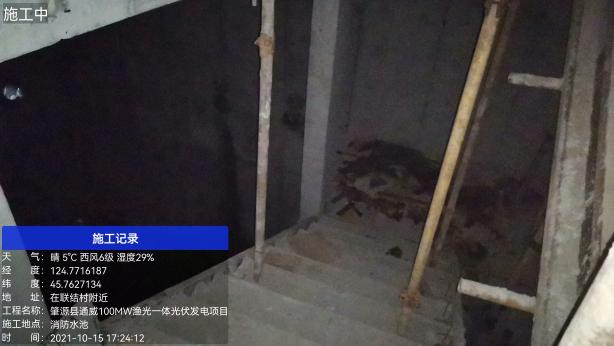 施工中
施工记录
天 气：晴 5℃ 西风6级 湿度29%
经 度：124.7716187
纬 度：45.7627134
地 址：在联结村附近
工程名称：肇源县通威100MW渔光一体光伏发电项目
施工地点：消防水池
时 间：2021-10-15 17:24:12